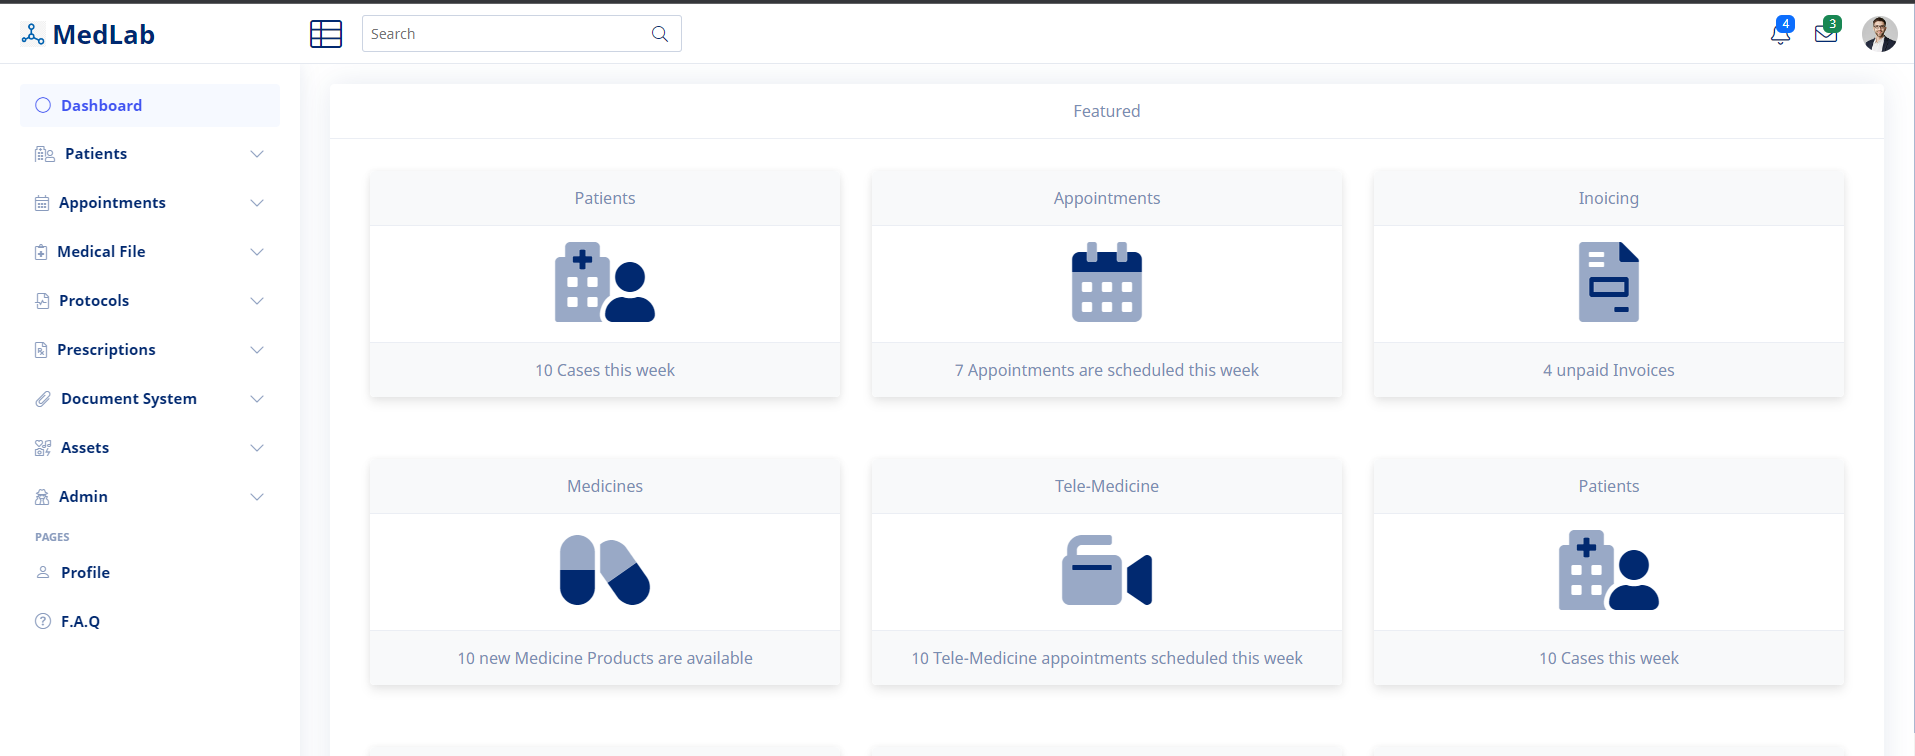 MedLab
Search
4
3
Dashboard
Patients
Appointments
Medical File
Protocols
Prescriptions
Document System
Assets
Admin
PAGES
Profile
F.A.Q
Featured
Patients
10 Cases this week
Appointments
7 Appointments are scheduled this week
Inoicing
4 unpaid Invoices
Medicines
10 new Medicine Products are available
Tele-Medicine
10 Tele-Medicine appointments scheduled this week
Patients
10 Cases this week